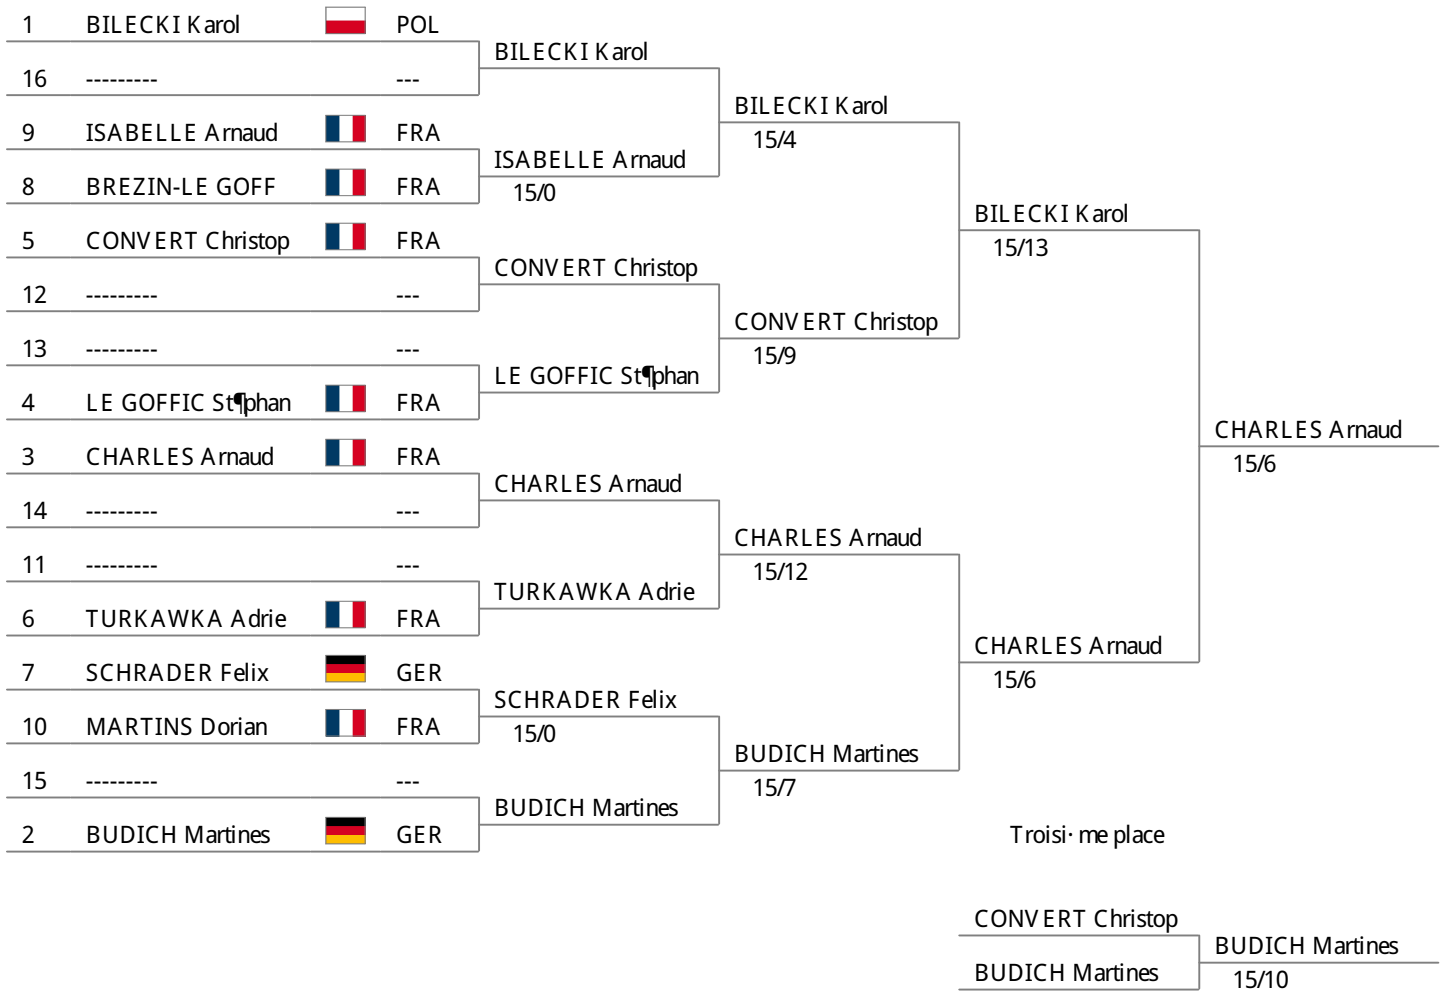 1 BILECKI Karol POL
BILECKI Karol
16 --------- ---
BILECKI Karol
15/4
9 ISABELLE Arnaud FRA
ISABELLE Arnaud
15/0
8 BREZIN-LE GOFF FRA
BILECKI Karol
15/13
5 CONVERT Christop FRA
CONVERT Christop
12 --------- ---
CONVERT Christop
15/9
13 --------- ---
LE GOFFIC St¶phan
4 LE GOFFIC St¶phan FRA
CHARLES Arnaud
15/6
3 CHARLES Arnaud FRA
CHARLES Arnaud
14 --------- ---
CHARLES Arnaud
15/12
11 --------- ---
TURKAWKA Adrie
6 TURKAWKA Adrie FRA
CHARLES Arnaud
15/6
7 SCHRADER Felix GER
SCHRADER Felix
15/0
10 MARTINS Dorian FRA
BUDICH Martines
15/7
15 --------- ---
BUDICH Martines
2 BUDICH Martines GER
Troisi·me place
CONVERT Christop
BUDICH Martines
15/10
BUDICH Martines